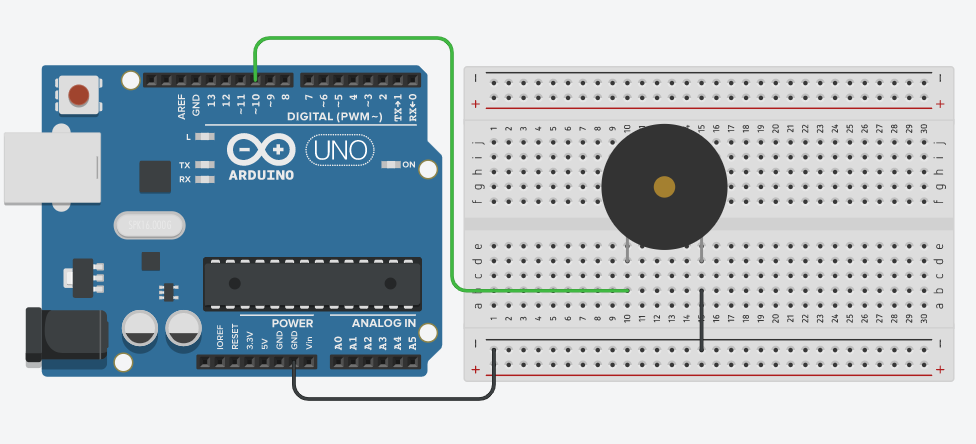 AREF
GND
13
12
~11
~10
~9
8
7
~6
~5
4
~3
2
TX→1
RX←0
DIGITAL (PWM~)
L
TX
RX
UNO
ARDUINO
ON
POWER
ANALOG IN
IOREF
RESET
3.3V
5V
GND
GND
Vin
A0
A1
A2
A3
A4
A5
− −
+ +
1 2 3 4 5 6 7 8 9 10 15 16 17 18 19 20 21 22 23 24 25 26 27 28 29 30
j j
i i
h h
g g
f f
e e
d d
c c
b b
a a
1 2 3 4 5 6 7 8 9 10 11 12 13 14 15 16 17 18 19 20 21 22 23 24 25 26 27 28 29 30
− −
+ +